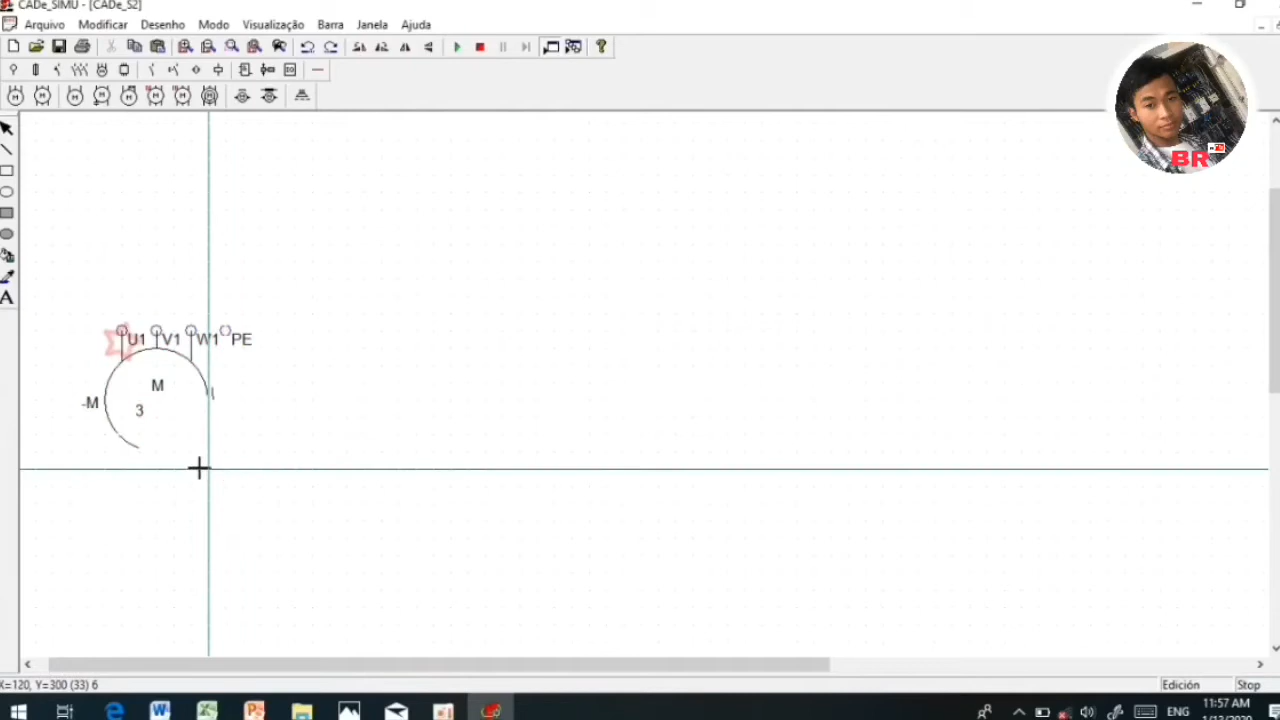 CADe_SIMU - [CADe_S2]
Arquivo Modificar Desenho Modo Visualização Barra Janela Ajuda
BR
U1 V1 W1 PE
M
-M
3
X=120, Y=300 (33) 6
Edición Stop
11:57 AM
ENG